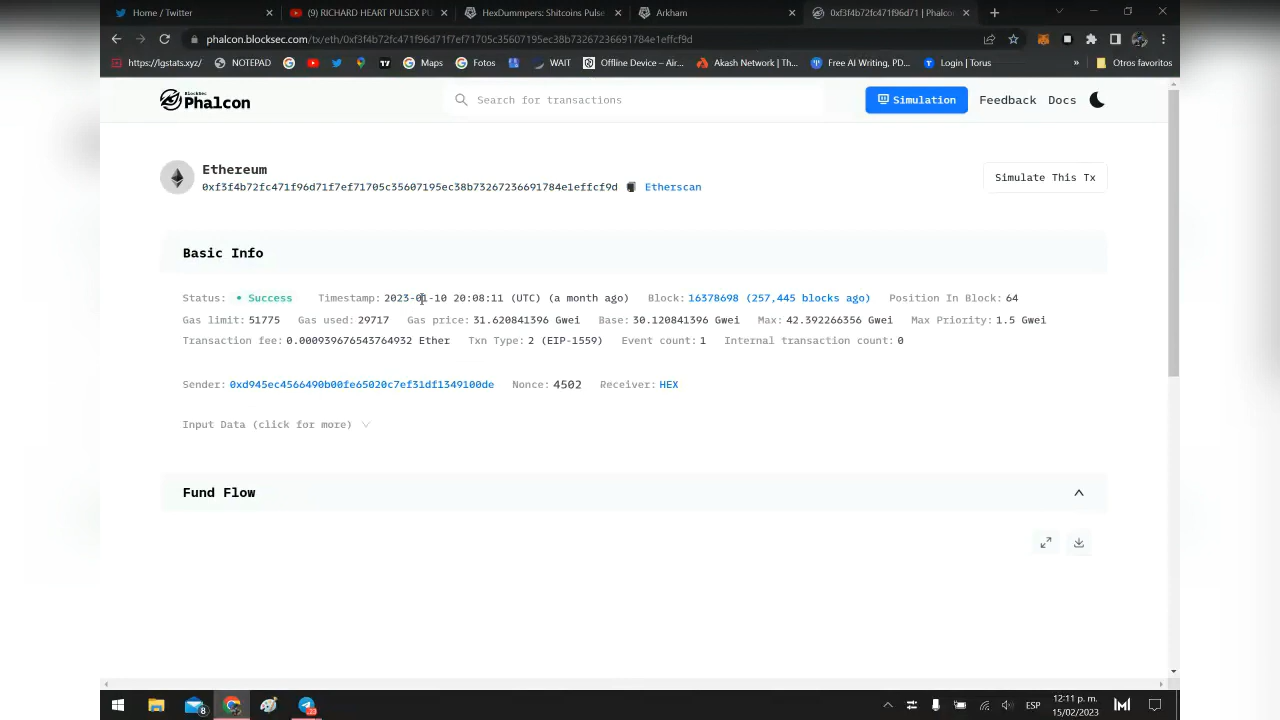 Home / Twitter
(9) RICHARD HEART PULSEX PU
HexDumppers: Shitcoins Pulse
Arkham
0xf3f4b72fc471f96d71 | Phalcon
phalcon.blocksec.com/tx/eth/0xf3f4b72fc471f96d71f7ef71705c35607195ec38b73267236691784e1effcf9d
https://lgstats.xyz/
NOTEPAD
Maps
Fotos
WAIT
Offline Device – Air...
Akash Network | Th...
Free AI Writing, PD...
Login | Torus
»
Otros favoritos
BlockSec
Phalcon
Search for transactions
Simulation
Feedback
Docs
Ethereum
0xf3f4b72fc471f96d71f7ef71705c35607195ec38b73267236691784e1effcf9d
Etherscan
Simulate This Tx
Basic Info
Status: • Success Timestamp: 2023-01-10 20:08:11 (UTC) (a month ago) Block: 16378698 (257,445 blocks ago) Position In Block: 64
Gas limit: 51775 Gas used: 29717 Gas price: 31.620841396 Gwei Base: 30.120841396 Gwei Max: 42.392266356 Gwei Max Priority: 1.5 Gwei
Transaction fee: 0.000939676543764932 Ether Txn Type: 2 (EIP-1559) Event count: 1 Internal transaction count: 0
Sender: 0xd945ec4566490b00fe65020c7ef31df1349100de Nonce: 4502 Receiver: HEX
Input Data (click for more)
Fund Flow
8
23
ESP
12:11 p. m.
15/02/2023